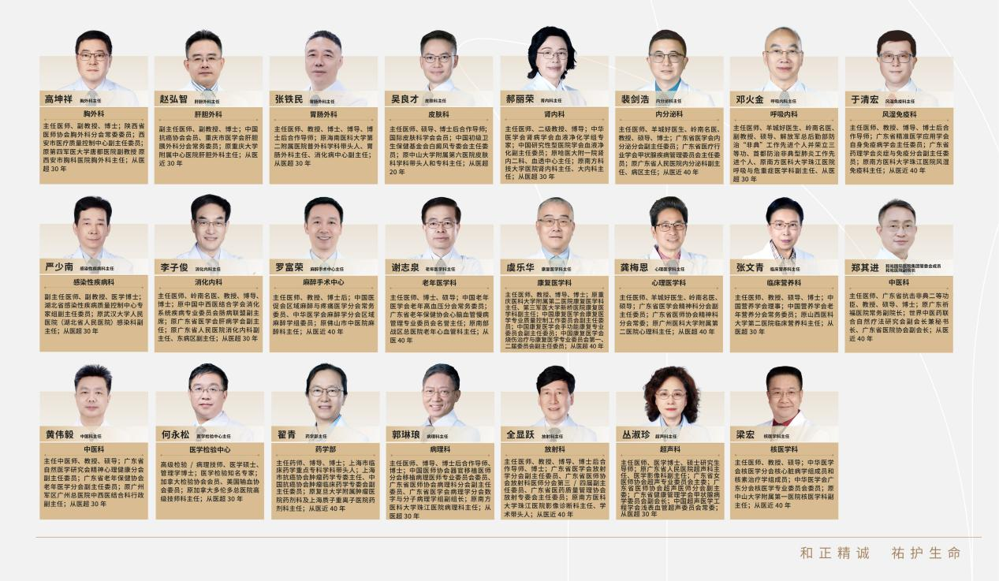 高坤祥 胸外科主任
胸外科
主任医师、副教授、博士；陕西省
医师协会胸外科分会常委委员；西
安市医疗质量控制中心副主任委员；
原第四军医大学唐都医院副教授 原
西安市胸科医院胸外科主任；从医
超 30 年
赵弘智 肝胆外科主任
肝胆外科
副主任医师、副教授、博士；中国
抗癌协会会员、重庆市医学会肝胆
胰外科分会常务委员；原重庆大学
附属中心医院肝胆外科主任；从医
近 30 年
张铁民 胃肠外科主任
胃肠外科
主任医师、教授、博士、博导、博
士后合作导师；原海南医科大学第
二附属医院普外科学科带头人、胃
肠外科主任、消化病中心副主任；
从医超 30 年
吴良才 皮肤科主任
皮肤科
主任医师、硕导、博士后合作导师；
国际皮肤科学会会员；中国初级卫
生保健基金会白癜风专委会主任委
员；原中山大学附属第六医院皮肤
科学科带头人和专科主任；从医超
20 年
郝丽荣 肾内科主任
肾内科
主任医师、二级教授、博导；中华
医学会肾病学会血液净化学组专
家；中国研究性医院学会血液净
化副主任委员；原哈医大附一院肾
内二科、血透中心主任；原南方科
技大学医院肾内科主任、大内科主
任；从医超 30 年
裴剑浩 内分泌科主任
内分泌科
主任医师、羊城好医生、岭南名医、
教授、硕导、博士；广东省医学会内
分泌分会副主任委员；广东省医疗行
业学会甲状腺疾病管理委员会主任委
员；原广东省人民医院内分泌科副主
任、病区主任；从医近 40 年
邓火金 呼吸内科主任
呼吸内科
主任医师、羊城好医生、岭南名医、
教授、硕导、解放军总后勤部防
治 “非典” 工作先进个人并荣立三
等功、首都防治非典型肺炎工作先
进个人、原南方医科大学珠江医院
呼吸与危重症医学科副主任、从医
超 30 年
于清宏 风湿免疫科主任
风湿免疫科
主任医师、教授、博导、博士后合
作导师；广东省精准医学应用学会
自身免疫病学会主任委员；广东省
药理学会炎症与免疫分会副主任委
员；原南方医科大学珠江医院风湿
免疫科主任；从医近 40 年
严少南 感染性疾病科主任
感染性疾病科
副主任医师、副教授、医学博士；
湖北省感染性疾病质量控制中心专
家组副主任委员；原武汉大学人民
医院（湖北省人民医院）感染科副
主任，从医超 30 年
李子俊 消化内科主任
消化内科
主任医师、岭南名医、教授、博导、
博士；原中国中西医结合学会消化
系统疾病专业委员会肠病联盟副主
席；原广东省医学会肝病学会副主
任；原广东省人民医院消化内科副
主任、东病区副主任；从医超 30 年
罗富荣 麻醉手术中心主任
麻醉手术中心
主任医师、教授、博士后；中国医
促会区域麻醉与疼痛医学分会常务
委员、中华医学会麻醉学分会区域
麻醉学组委员；原佛山市中医院麻
醉科主任；从医近 40 年
谢志泉 老年医学科主任
老年医学科
主任医师、博士、硕导；中国老年
医学会老年高血压分会常务委员；
广东省老年保健协会心脑血管慢病
管理专业委员会名誉主任；原南部
战区总医院老年心血管科主任；从
医 40 年
虞乐华 康复医学科主任
康复医学科
主任医师、教授、博导、博士；原重
庆医科大学附属第二医院康复医学科
主任、第三军医大学新桥医院康复医
学科主任；中国康复医学会康复医
学专业质量控制工作委员会副主任委
员；中国康复医学会手功能康复专业
委员会副主任委员；中国康复医学会
烧伤治疗与康复医学专业委员会第一、
二届委员会副主任委员；从医超 40 年
龚梅恩 心理医学科主任
心理医学科
主任医师、羊城好医生、岭南名医、
硕导；广东省医学会精神科分会副
主任委员；广东省医师协会精神科
分会常委；原广州医科大学附属第
二医院心理科主任；从医超 40 年
张文青 临床营养科主任
临床营养科
主任医师、教授、硕导、博士；中
国营养学会理事；中国营养学会老
年营养分会常务委员；原山西医科
大学第二医院临床营养科主任；从
医超 30 年
郑其进 和祐国际医院集团管委会成员
和祐医院副院长
中医科
主任医师、广东省抗击非典二等功
臣、教授、硕导、博士；原广东祈
福医院常务副院长；世界中医药联
合自然疗法研究会副会长兼秘书
长、广东省医院协会副会长；从医
近 40 年
黄伟毅 中医科主任
中医科
主任中医师、教授、硕导；广东省
自然医学研究会精神心理健康分会
副主任委员；广东省老年保健协会
老年医学分会副主任委员；原广州
军区广州总医院中西医结合科行政
副主任；从医超 30 年
何永松 医学检验中心主任
医学检验中心
高级检验 / 病理技师、医学硕士、
管理学博士；医学检验知名专家；
加拿大检验协会会员、美国输血协
会委员；原加拿大多伦多总医院高
级技师科主任；从医超 30 年
翟青 药学部主任
药学部
主任药师、博导、博士；上海市临
床药学重点专科学科带头人；上海
市抗癌协会肿瘤药学专委主任、中
国抗癌协会肿瘤临床药学专委会副
主任委员；原复旦大学附属肿瘤医
院药剂科及上海质子重离子医院药
剂科主任；从医近 40 年
郭琳琅 病理科主任
病理科
主任医师、博导、博士后合作导师、
博士；中国医师协会器官移植医师
分会移植病理医师专业委员会委员、
广东省医师协会病理科分会副主任
委员、广东省医学会病理学分会数
字与分子病理学组副组长；原南方
医科大学珠江医院病理科主任；从
医超 30 年
全显跃 放射科主任
放射科
主任医师、教授、博导、博士后合
作导师、博士；广东省医学会放射
学分会副主任委员、广东省医师协
会放射科医师分会第三 / 四届副主
任委员、广东省医药质量管理协会
放射专委会主任委员；原南方医科
大学珠江医院影像诊断科主任、学
术带头人；从医近 40 年
丛淑珍 超声科主任
超声科
主任医师、医学博士、硕士研究生
导师；原广东省人民医院超声科主
任、医学影像科副主任；广东省女
医师协会超声专业委员会主委；广
东省医师协会超声医师分会副主
委；广东省健康管理学会甲状腺病
学委员会副会长；中国超声医学工
程学会浅表血管超声委员会常委；
从医超 30 年
梁宏 核医学科主任
核医学科
主任医师、教授、硕导；中华医学
会核医学分会核心脏病学组成员和
核素治疗学组成员；中华医学会广
东分会核医学专业委员会委员；原
中山大学附属第一医院核医学科副
主任，从医超 30 年
和正精诚 祐护生命